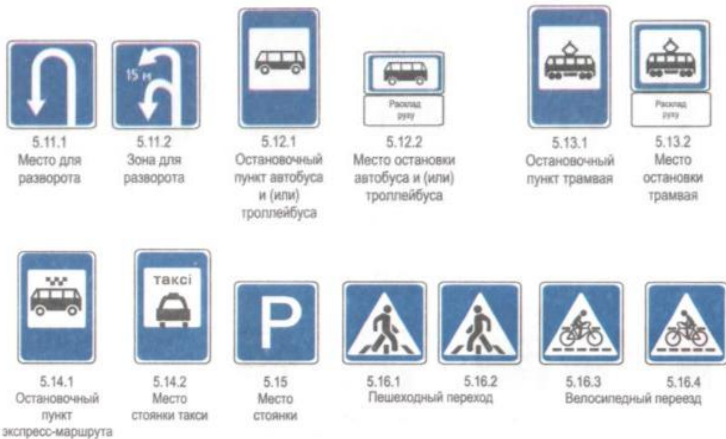 15 м
Расклад
руху
Расклад
руху
5.11.1
Место для
разворота
5.11.2
Зона для
разворота
5.12.1
Остановочный
пункт автобуса
и (или)
троллейбуса
5.12.2
Место остановки
автобуса и (или)
троллейбуса
5.13.1
Остановочный
пункт трамвая
5.13.2
Место
остановки
трамвая
таксі
P
5.14.1
Остановочный
пункт
экспресс-маршрута
5.14.2
Место
стоянки такси
5.15
Место
стоянки
5.16.1
5.16.2
Пешеходный переход
5.16.3
5.16.4
Велосипедный переезд